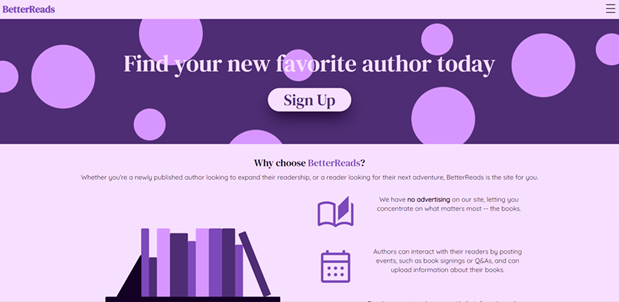 BetterReads
Find your new favorite author today
Sign Up
Why choose BetterReads?
Whether you're a newly published author looking to expand their readership, or a reader looking for their next adventure, BetterReads is the site for you.
We have no advertising on our site, letting you
concentrate on what matters most -- the books.
Authors can interact with their readers by posting
events, such as book signings or Q&As, and can
upload information about their books.